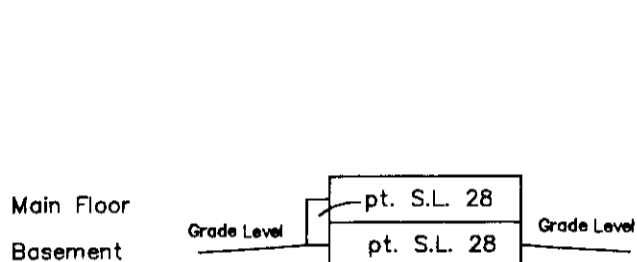 Main Floor
pt. S.L. 28
Grade Level
Grade Level
Basement
pt. S.L. 28